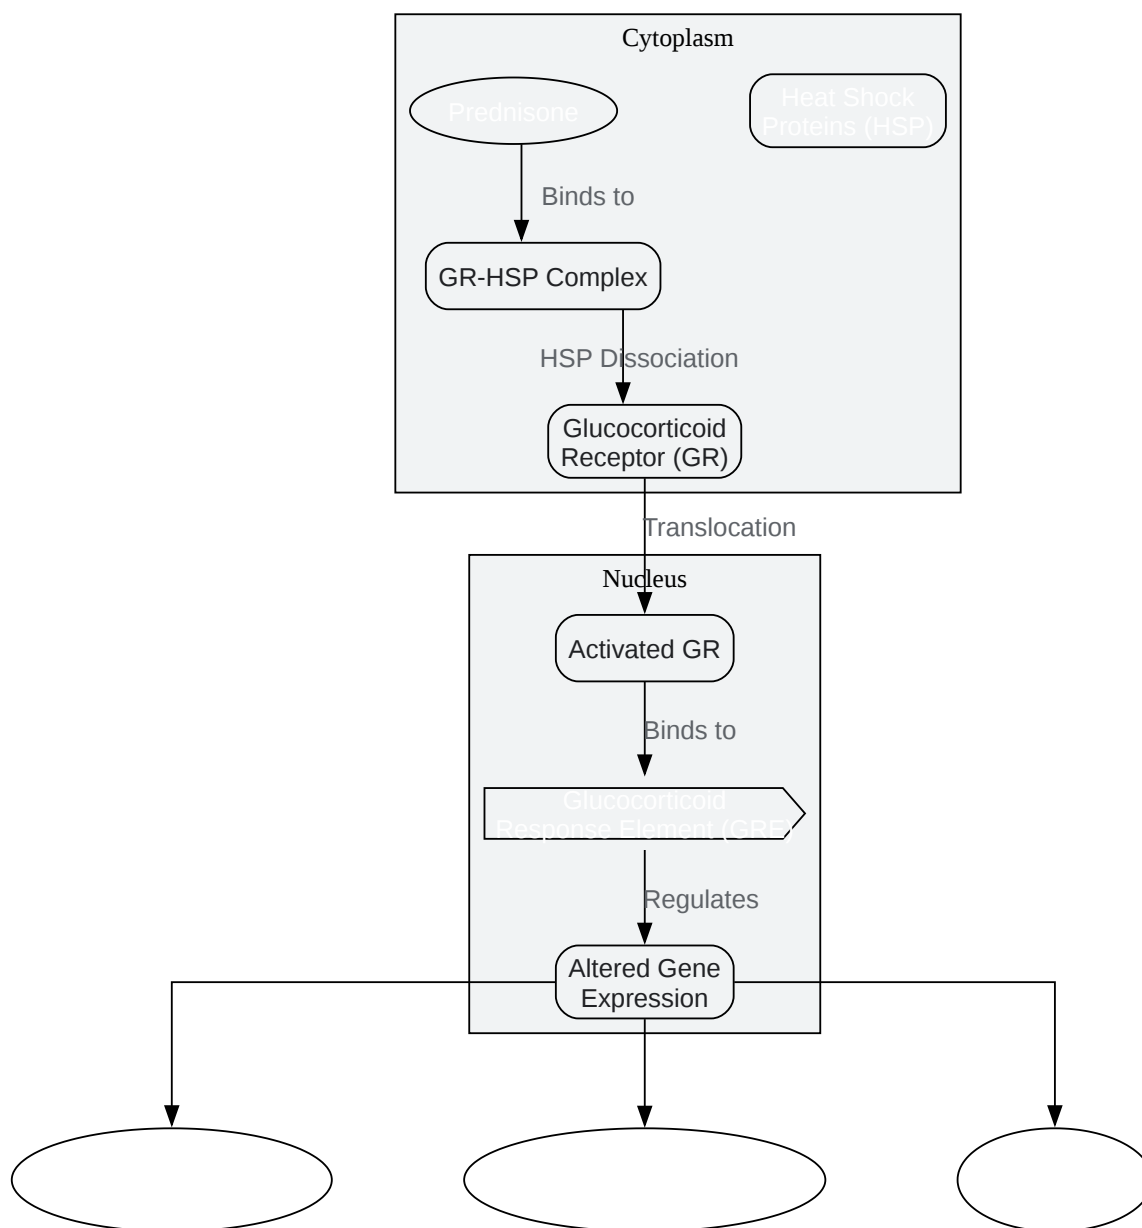 Cytoplasm
Prednisone
Heat Shock
Proteins (HSP)
Binds to
GR-HSP Complex
HSP Dissociation
Glucocorticoid
Receptor (GR)
Translocation
Nucleus
Activated GR
Binds to
Glucocorticoid
Response Element (GRE)
Regulates
Altered Gene
Expression